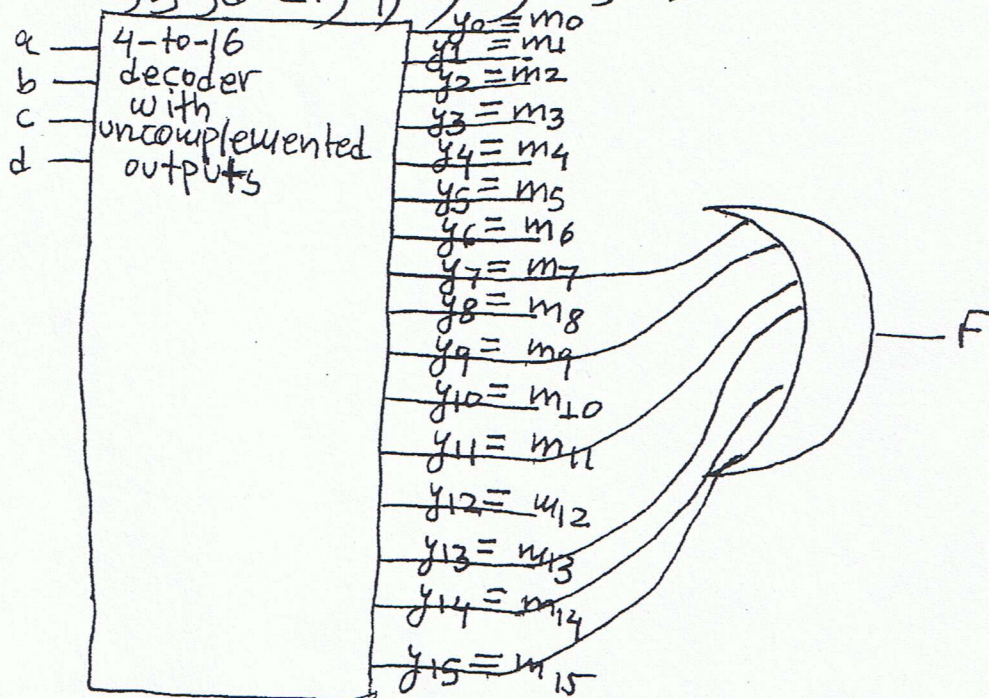 a
b
c
d
4-to-16
decoder
with
uncomplemented
outputs
y0 = m0
y1 = m1
y2 = m2
y3 = m3
y4 = m4
y5 = m5
y6 = m6
y7 = m7
y8 = m8
y9 = m9
y10 = m10
y11 = m11
y12 = m12
y13 = m13
y14 = m14
y15 = m15
F